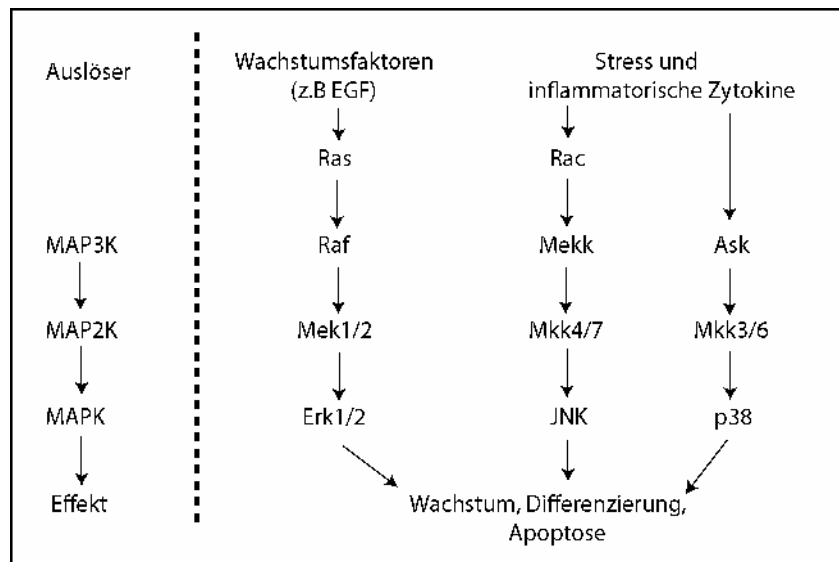 Auslöser
Wachstumsfaktoren
(z.B EGF)
Stress und
inflammatorische Zytokine
Ras
Rac
MAP3K
Raf
Mekk
Ask
MAP2K
Mek1/2
Mkk4/7
Mkk3/6
MAPK
Erk1/2
JNK
p38
Effekt
Wachstum, Differenzierung,
Apoptose